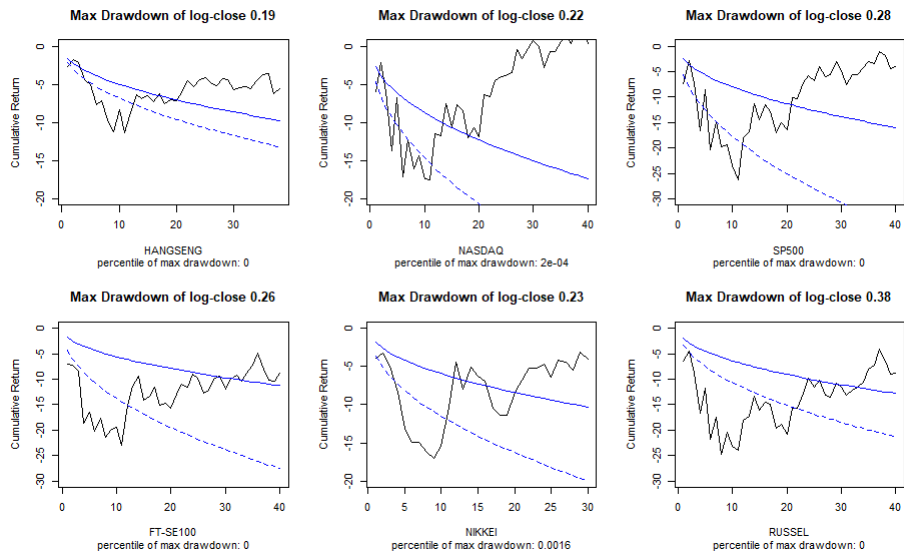 Max Drawdown of log-close 0.19
Cumulative Return
0
-5
-10
-15
-20
0 10 20 30
HANGSENG
percentile of max drawdown: 0
Max Drawdown of log-close 0.22
Cumulative Return
0
-5
-10
-15
-20
0 10 20 30 40
NASDAQ
percentile of max drawdown: 2e-04
Max Drawdown of log-close 0.28
Cumulative Return
0
-5
-10
-15
-20
-25
-30
0 10 20 30 40
SP500
percentile of max drawdown: 0
Max Drawdown of log-close 0.26
Cumulative Return
0
-5
-10
-15
-20
-25
-30
0 10 20 30 40
FT-SE100
percentile of max drawdown: 0
Max Drawdown of log-close 0.23
Cumulative Return
0
-5
-10
-15
-20
0 5 10 15 20 25 30
NIKKEI
percentile of max drawdown: 0.0016
Max Drawdown of log-close 0.38
Cumulative Return
0
-5
-10
-15
-20
-25
-30
0 10 20 30 40
RUSSEL
percentile of max drawdown: 0